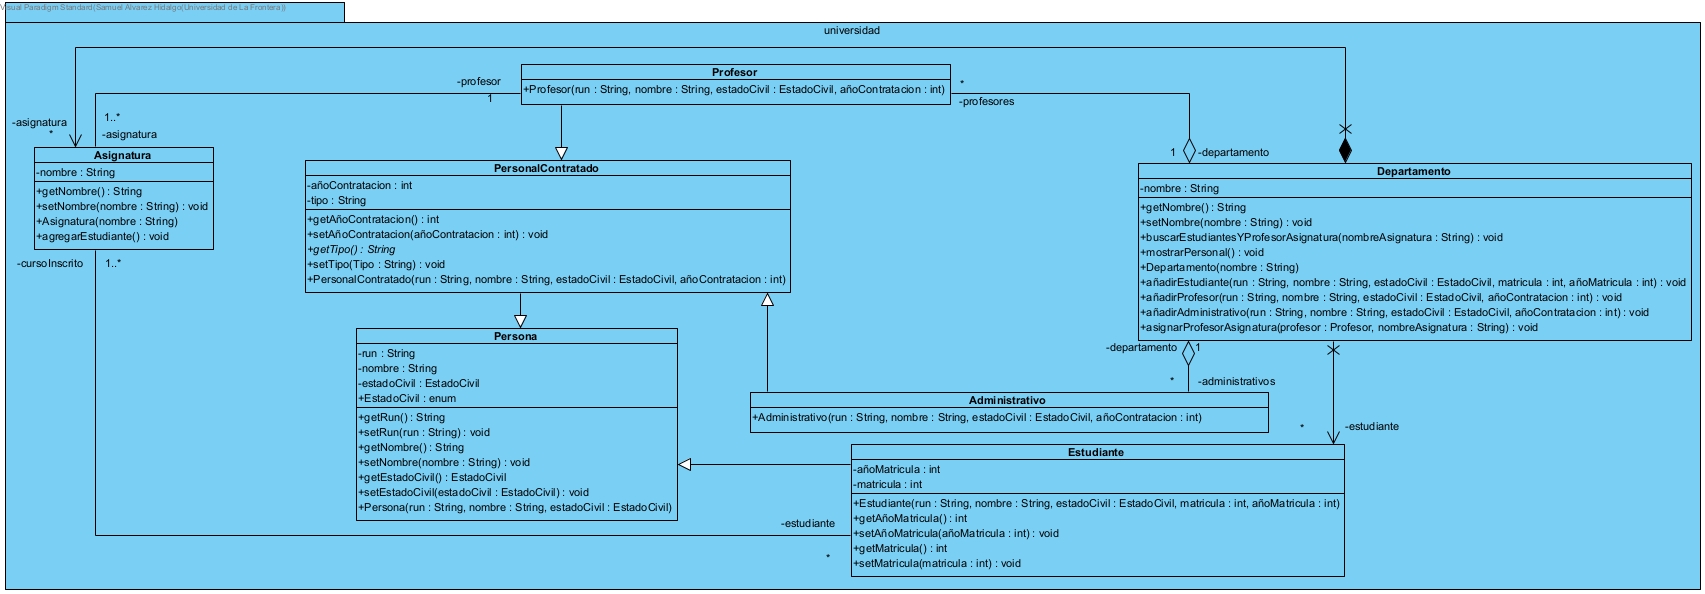 Visual Paradigm Standard(Samuel Alvarez Hidalgo(Universidad de La Frontera))
universidad
-profesor
1
Profesor
+Profesor(run : String, nombre : String, estadoCivil : EstadoCivil, añoContratacion : int)
*
-profesores
-asignatura
*
1..*
-asignatura
1
-departamento
Asignatura
-nombre : String
+getNombre() : String
+setNombre(nombre : String) : void
+Asignatura(nombre : String)
+agregarEstudiante() : void
-cursoInscrito
1..*
PersonalContratado
-añoContratacion : int
-tipo : String
+getAñoContratacion() : int
+setAñoContratacion(añoContratacion : int) : void
+getTipo() : String
+setTipo(Tipo : String) : void
+PersonalContratado(run : String, nombre : String, estadoCivil : EstadoCivil, añoContratacion : int)
Departamento
-nombre : String
+getNombre() : String
+setNombre(nombre : String) : void
+buscarEstudiantesYProfesorAsignatura(nombreAsignatura : String) : void
+mostrarPersonal() : void
+Departamento(nombre : String)
+añadirEstudiante(run : String, nombre : String, estadoCivil : EstadoCivil, matricula : int, añoMatricula : int) : void
+añadirProfesor(run : String, nombre : String, estadoCivil : EstadoCivil, añoContratacion : int) : void
+añadirAdministrativo(run : String, nombre : String, estadoCivil : EstadoCivil, añoContratacion : int) : void
+asignarProfesorAsignatura(profesor : Profesor, nombreAsignatura : String) : void
-departamento
1
*
-administrativos
Persona
-run : String
-nombre : String
-estadoCivil : EstadoCivil
+EstadoCivil : enum
+getRun() : String
+setRun(run : String) : void
+getNombre() : String
+setNombre(nombre : String) : void
+getEstadoCivil() : EstadoCivil
+setEstadoCivil(estadoCivil : EstadoCivil) : void
+Persona(run : String, nombre : String, estadoCivil : EstadoCivil)
Administrativo
+Administrativo(run : String, nombre : String, estadoCivil : EstadoCivil, añoContratacion : int)
*
-estudiante
Estudiante
-añoMatricula : int
-matricula : int
+Estudiante(run : String, nombre : String, estadoCivil : EstadoCivil, matricula : int, añoMatricula : int)
+getAñoMatricula() : int
+setAñoMatricula(añoMatricula : int) : void
+getMatricula() : int
+setMatricula(matricula : int) : void
-estudiante
*